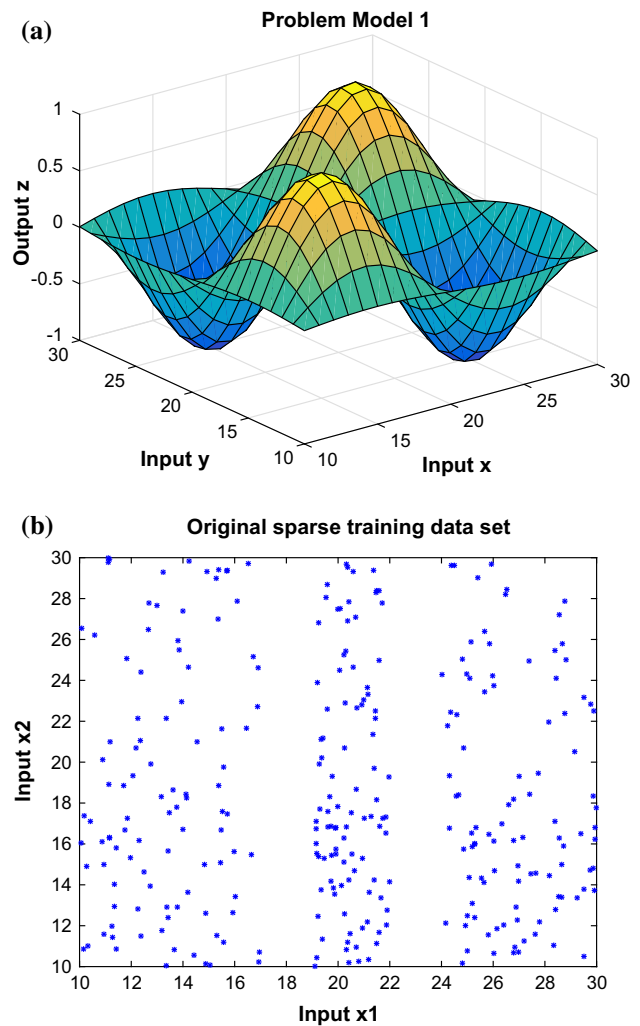 (a)
Problem Model 1
1
0.5
0
-0.5
-1
Output z
30
25
20
15
10
Input y
10
15
20
25
30
Input x
(b)
Original sparse training data set
30
28
26
24
22
20
18
16
14
12
10
Input x2
10 12 14 16 18 20 22 24 26 28 30
Input x1